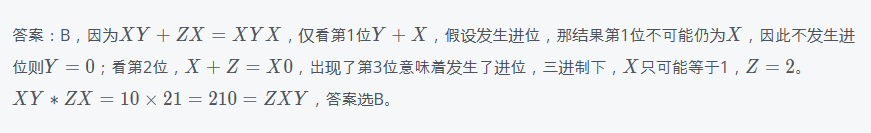 答案：B，因为XY + ZX = XYX，仅看第1位Y + X，假设发生进位，那结果第1位不可能仍为X，因此不发生进
位则Y = 0；看第2位，X + Z = X0，出现了第3位意味着发生了进位，三进制下，X只可能等于1，Z = 2。
XY ∗ ZX = 10 × 21 = 210 = ZXY，答案选B。